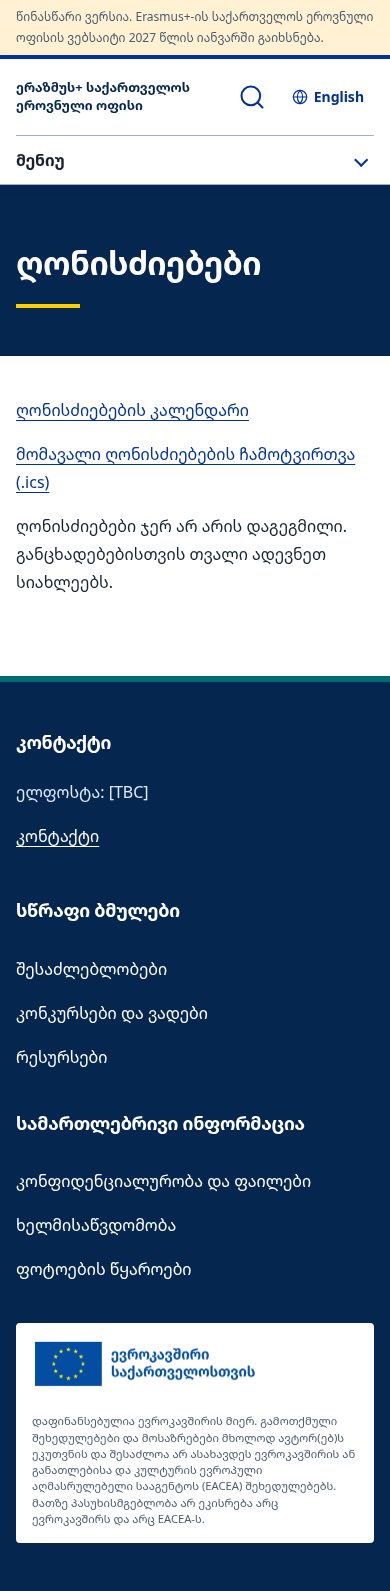 წინასწარი ვერსია. Erasmus+-ის საქართველოს ეროვნული
ოფისის ვებსაიტი 2027 წლის იანვარში გაიხსნება.
ერაზმუს+ საქართველოს
ეროვნული ოფისი
English
მენიუ
ღონისძიებები
ღონისძიებების კალენდარი
მომავალი ღონისძიებების ჩამოტვირთვა
(.ics)
ღონისძიებები ჯერ არ არის დაგეგმილი.
განცხადებებისთვის თვალი ადევნეთ
სიახლეებს.
კონტაქტი
ელფოსტა: [TBC]
კონტაქტი
სწრაფი ბმულები
შესაძლებლობები
კონკურსები და ვადები
რესურსები
სამართლებრივი ინფორმაცია
კონფიდენციალურობა და ფაილები
ხელმისაწვდომობა
ფოტოების წყაროები
ევროკავშირი
საქართველოსთვის
დაფინანსებულია ევროკავშირის მიერ. გამოთქმული
შეხედულებები და მოსაზრებები მხოლოდ ავტორ(ებ)ს
ეკუთვნის და შესაძლოა არ ასახავდეს ევროკავშირის ან
განათლებისა და კულტურის ევროპული
აღმასრულებელი სააგენტოს (EACEA) შეხედულებებს.
მათზე პასუხისმგებლობა არ ეკისრება არც
ევროკავშირს და არც EACEA-ს.